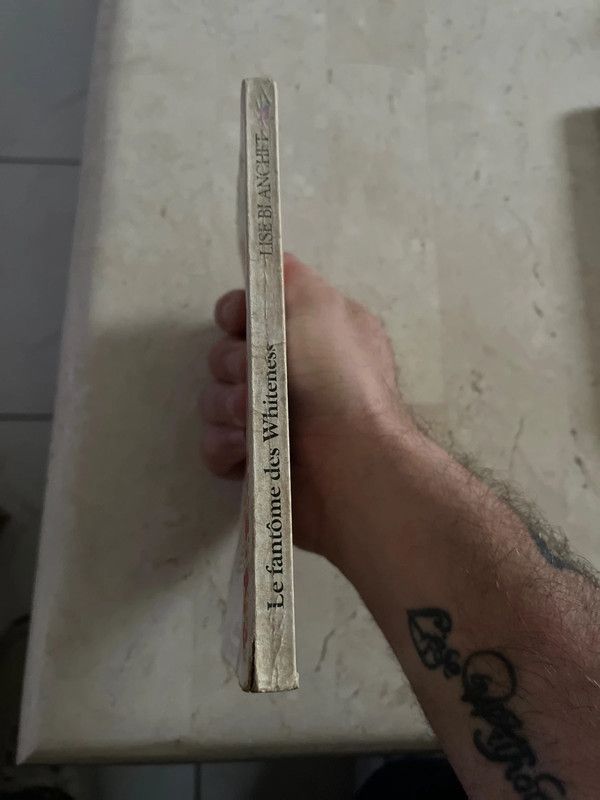 Le fantôme des Whiteness
LISE BLANCHET